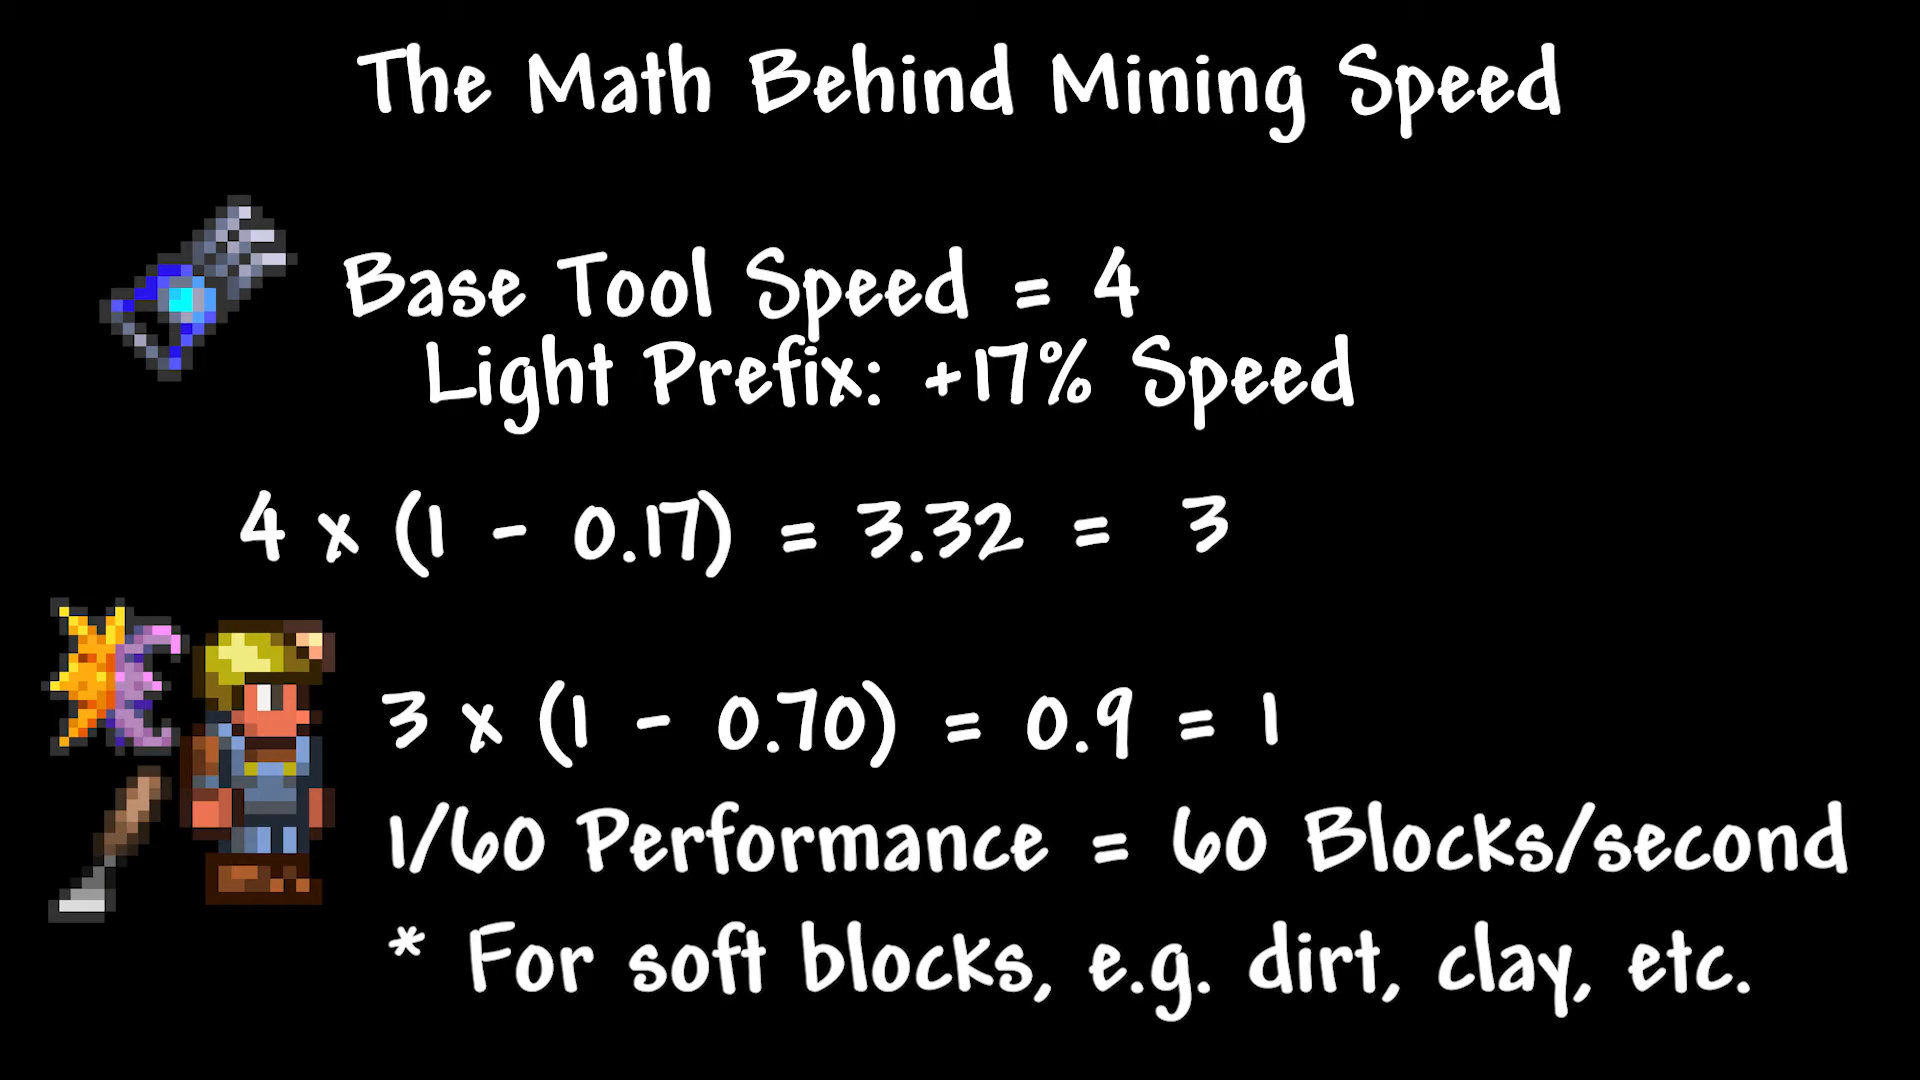 The Math Behind Mining Speed
Base Tool Speed = 4
Light Prefix: +17% Speed
4 x (1 - 0.17) = 3.32 = 3
3 x (1 - 0.70) = 0.9 = 1
1/60 Performance = 60 Blocks/second
* For soft blocks, e.g. dirt, clay, etc.